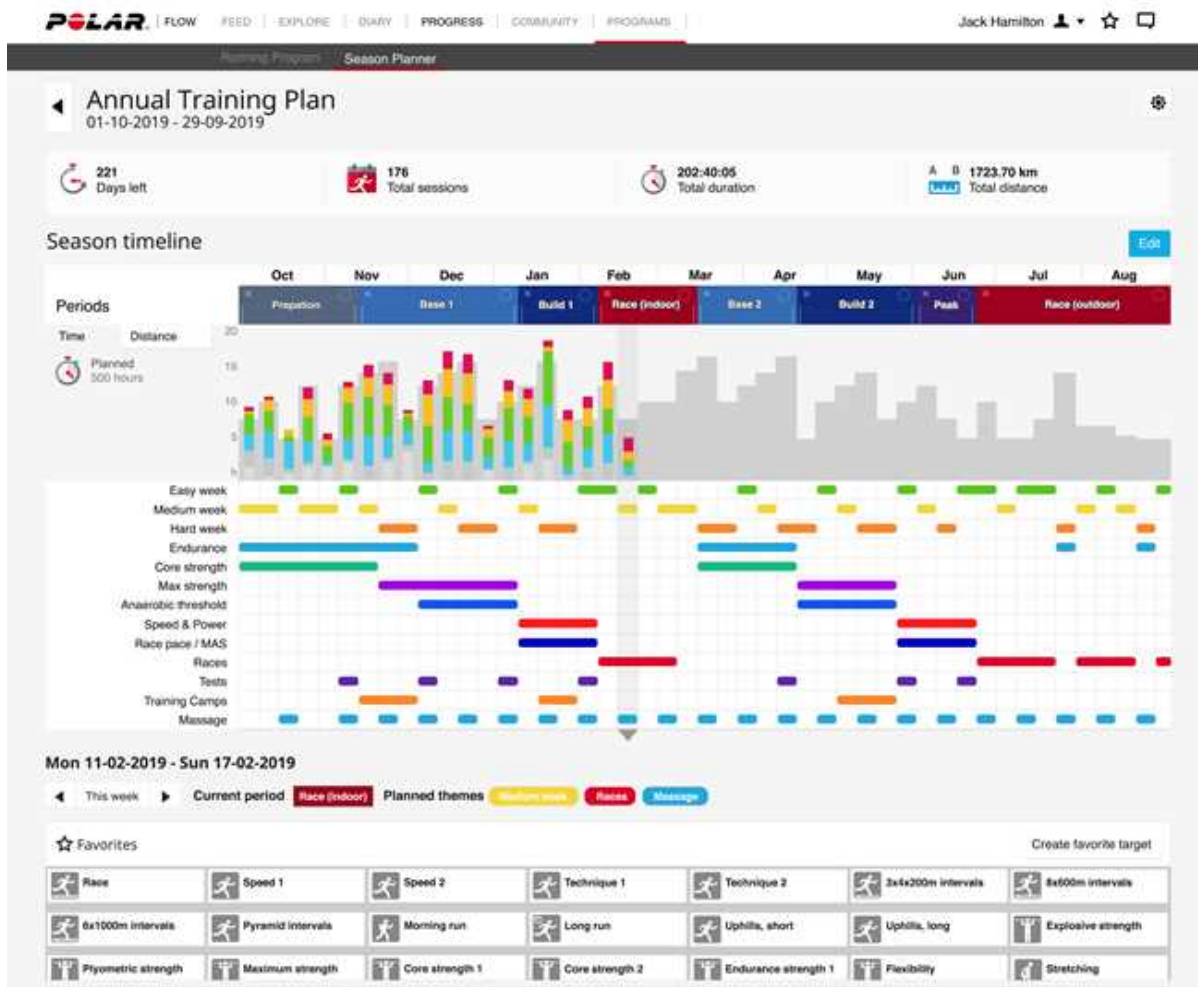 POLAR. FLOW FEED EXPLORE DIARY PROGRESS COMMUNITY PROGRAMS Jack Hamilton
Running Program Season Planner
Annual Training Plan
01-10-2019 - 29-09-2019
221 176 202:40:05 A B 1723.70 km
Days left Total sessions Total duration Total distance
Season timeline Edit
Oct Nov Dec Jan Feb Mar Apr May Jun Jul Aug
Periods Prepation Base 1 Build 1 Race (indoor) Base 2 Build 2 Peak Race (outdoor)
Time Distance 20
Planned
500 hours
15
10
5
h
Easy week
Medium week
Hard week
Endurance
Core strength
Max strength
Anaerobic threshold
Speed & Power
Race pace / MAS
Races
Tests
Training Camps
Massage
Mon 11-02-2019 - Sun 17-02-2019
This week Current period Race (indoor) Planned themes Medium week Races Massage
Favorites Create favorite target
Race Speed 1 Speed 2 Technique 1 Technique 2 3x4x200m intervals 8x600m intervals
6x1000m intervals Pyramid intervals Morning run Long run Uphills, short Uphills, long Explosive strength
Plyometric strength Maximum strength Core strength 1 Core strength 2 Endurance strength 1 Flexibility Stretching